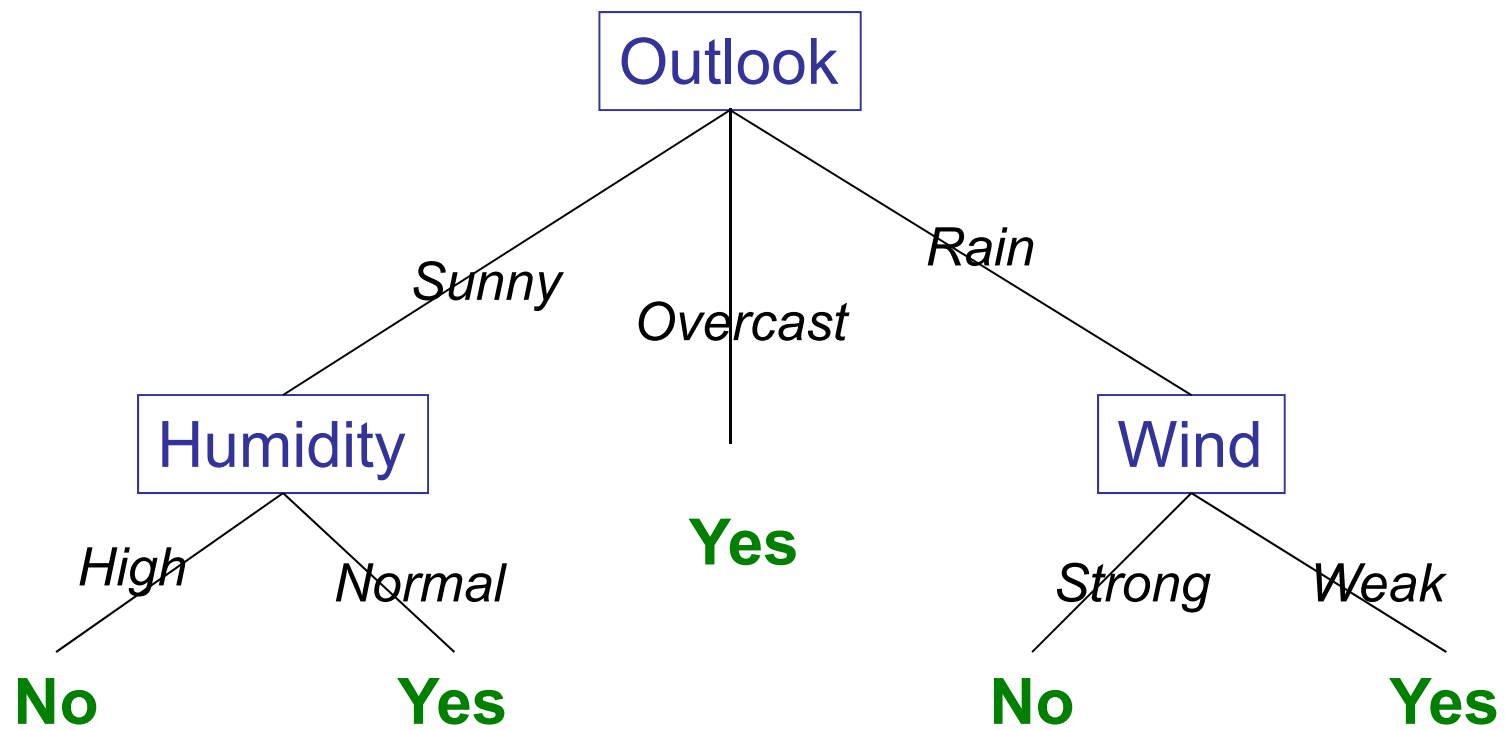 Outlook
Sunny
Overcast
Rain
Humidity
Wind
High
Normal
Yes
Strong
Weak
No
Yes
No
Yes